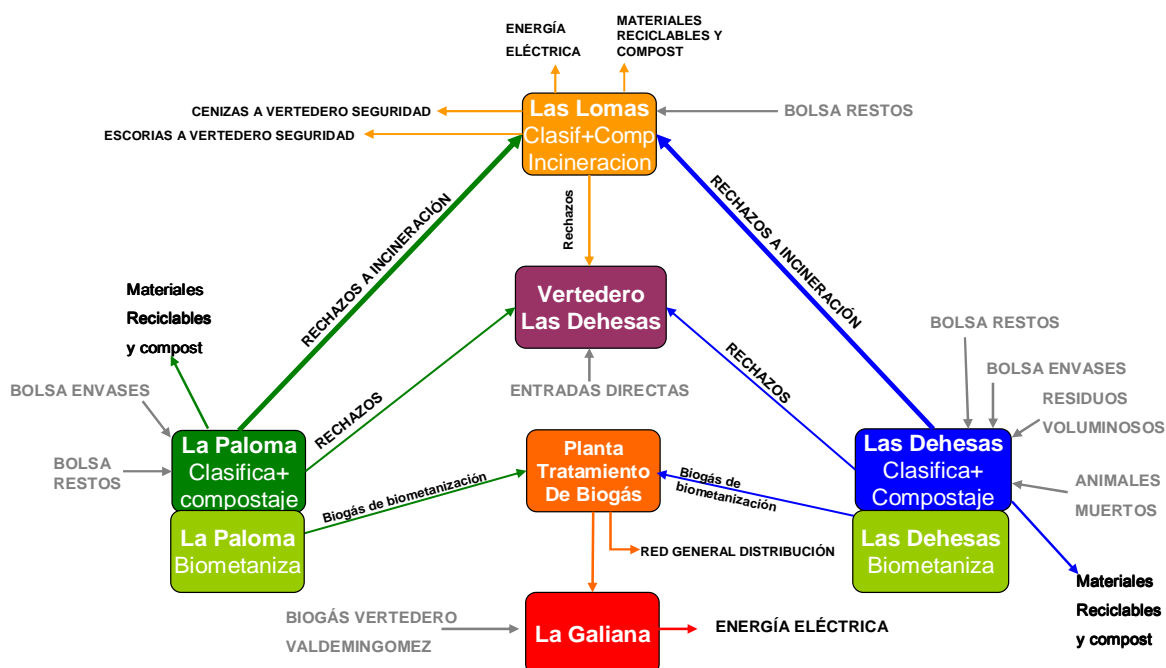 ENERGÍA
ELÉCTRICA
MATERIALES
RECICLABLES Y
COMPOST
CENIZAS A VERTEDERO SEGURIDAD
ESCORIAS A VERTEDERO SEGURIDAD
Las Lomas
Clasif+Comp
Incineracion
BOLSA RESTOS
RECHAZOS A INCINERACIÓN
Rechazos
RECHAZOS A INCINERACIÓN
Vertedero
Las Dehesas
Materiales
Reciclables
y compost
BOLSA ENVASES
BOLSA
RESTOS
RECHAZOS
ENTRADAS DIRECTAS
RECHAZOS
BOLSA RESTOS
BOLSA ENVASES
RESIDUOS
VOLUMINOSOS
La Paloma
Clasifica+
compostaje
La Paloma
Biometaniza
Biogás de biometanización
Planta
Tratamiento
De Biogás
Biogás de
biometanización
Las Dehesas
Clasifica+
Compostaje
Las Dehesas
Biometaniza
ANIMALES
MUERTOS
RED GENERAL DISTRIBUCIÓN
Materiales
Reciclables
y compost
BIOGÁS VERTEDERO
VALDEMINGOMEZ
La Galiana
ENERGÍA ELÉCTRICA